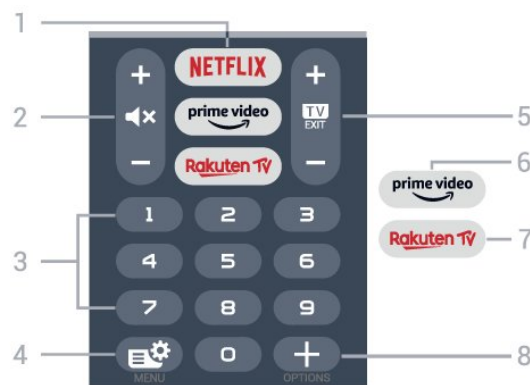 1
NETFLIX
+ +
2
prime video
TV
EXIT
5
- -
Rakuten TV
6
prime video
Rakuten TV
7
1 2 3
3
4 5 6
7 8 9
4
0
+
8
MENU OPTIONS